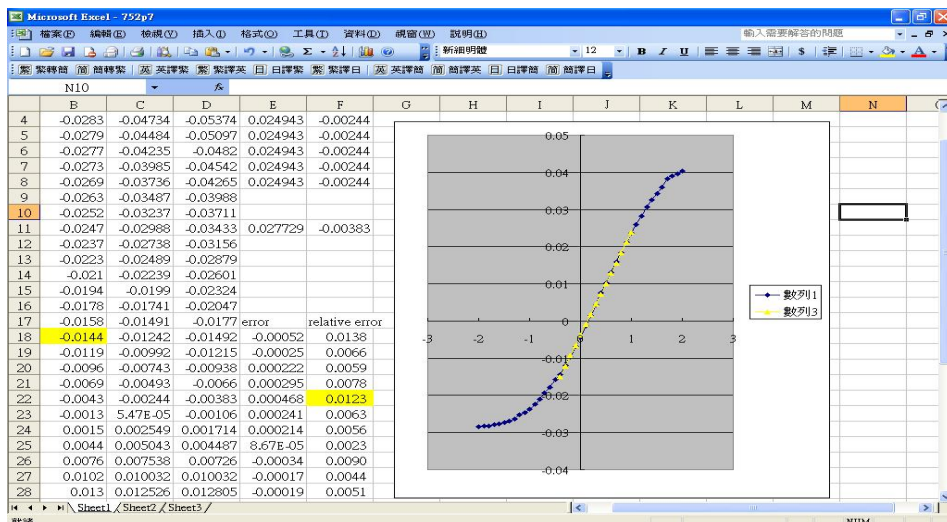 Microsoft Excel - 752p7
檔案(F) 編輯(E) 檢視(V) 插入(I) 格式(O) 工具(T) 資料(D) 視窗(W) 說明(H) 輸入需要解答的問題
新細明體 12 B I U
繁 繁轉簡 簡 簡轉繁 英 英譯繁 繁 繁譯英 日 日譯繁 繁 繁譯日 英 英譯簡 簡 簡譯英 日 日譯簡 簡 簡譯日
N10 fx
B C D E F G H I J K L M N
4 -0.0283 -0.04734 -0.05374 0.024943 -0.00244
5 -0.0279 -0.04484 -0.05097 0.024943 -0.00244
6 -0.0277 -0.04235 -0.0482 0.024943 -0.00244
7 -0.0273 -0.03985 -0.04542 0.024943 -0.00244
8 -0.0269 -0.03736 -0.04265 0.024943 -0.00244
9 -0.0263 -0.03487 -0.03988
10 -0.0252 -0.03237 -0.03711
11 -0.0247 -0.02988 -0.03433 0.027729 -0.00383
12 -0.0237 -0.02738 -0.03156
13 -0.0223 -0.02489 -0.02879
14 -0.021 -0.02239 -0.02601
15 -0.0194 -0.0199 -0.02324
16 -0.0178 -0.01741 -0.02047
17 -0.0158 -0.01491 -0.0177 error relative error
18 -0.0144 -0.01242 -0.01492 -0.00052 0.0138
19 -0.0119 -0.00992 -0.01215 -0.00025 0.0066
20 -0.0096 -0.00743 -0.00938 0.000222 0.0059
21 -0.0069 -0.00493 -0.0066 0.000295 0.0078
22 -0.0043 -0.00244 -0.00383 0.000468 0.0123
23 -0.0013 5.47E-05 -0.00106 0.000241 0.0063
24 0.0015 0.002549 0.001714 0.000214 0.0056
25 0.0044 0.005043 0.004487 8.67E-05 0.0023
26 0.0076 0.007538 0.00726 -0.00034 0.0090
27 0.0102 0.010032 0.010032 -0.00017 0.0044
28 0.013 0.012526 0.012805 -0.00019 0.0051
0.05
0.04
0.03
0.02
0.01
0
-3 -2 -1 0 1 2 3
-0.01
-0.02
-0.03
-0.04
數列1
數列3
Sheet1 Sheet2 Sheet3
NUM